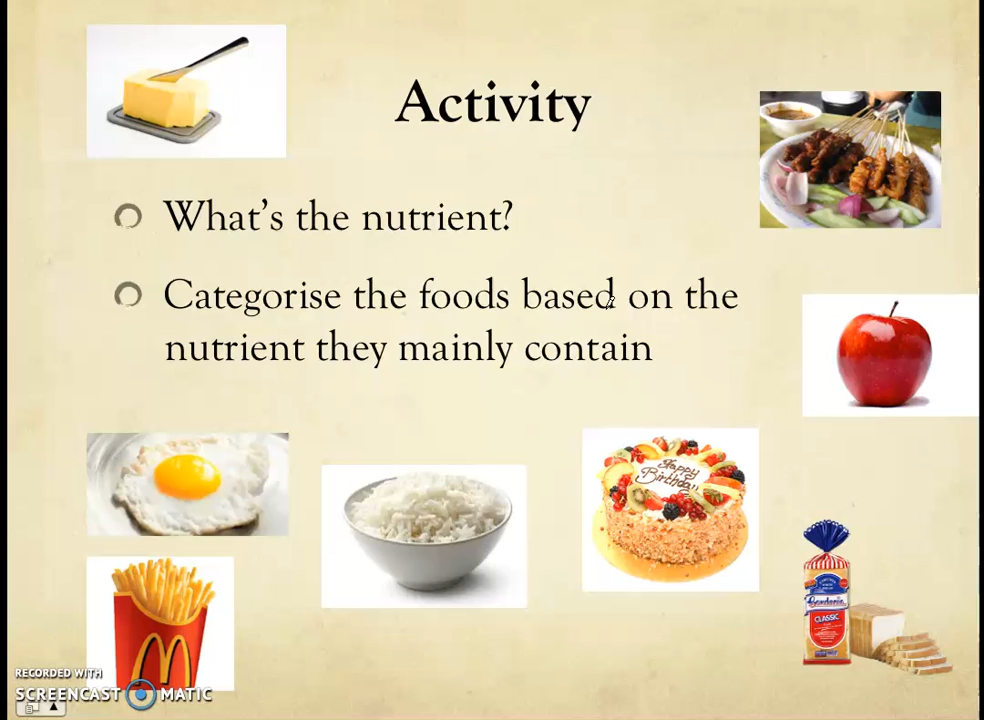 Activity
What's the nutrient?
Categorise the foods based on the
nutrient they mainly contain
Happy
Birthday
Gardenia
CLASSIC
RECORDED WITH
SCREENCAST MATIC